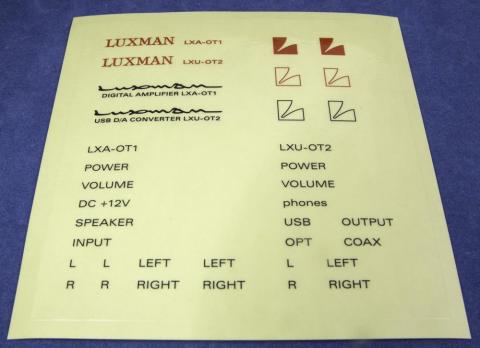 LUXMAN LXA-OT1
LUXMAN LXU-OT2
Luxman
DIGITAL AMPLIFIER LXA-OT1
Luxman
USB D/A CONVERTER LXU-OT2
LXA-OT1 LXU-OT2
POWER POWER
VOLUME VOLUME
DC +12V phones
SPEAKER USB OUTPUT
INPUT OPT COAX
L L LEFT LEFT L LEFT
R R RIGHT RIGHT R RIGHT